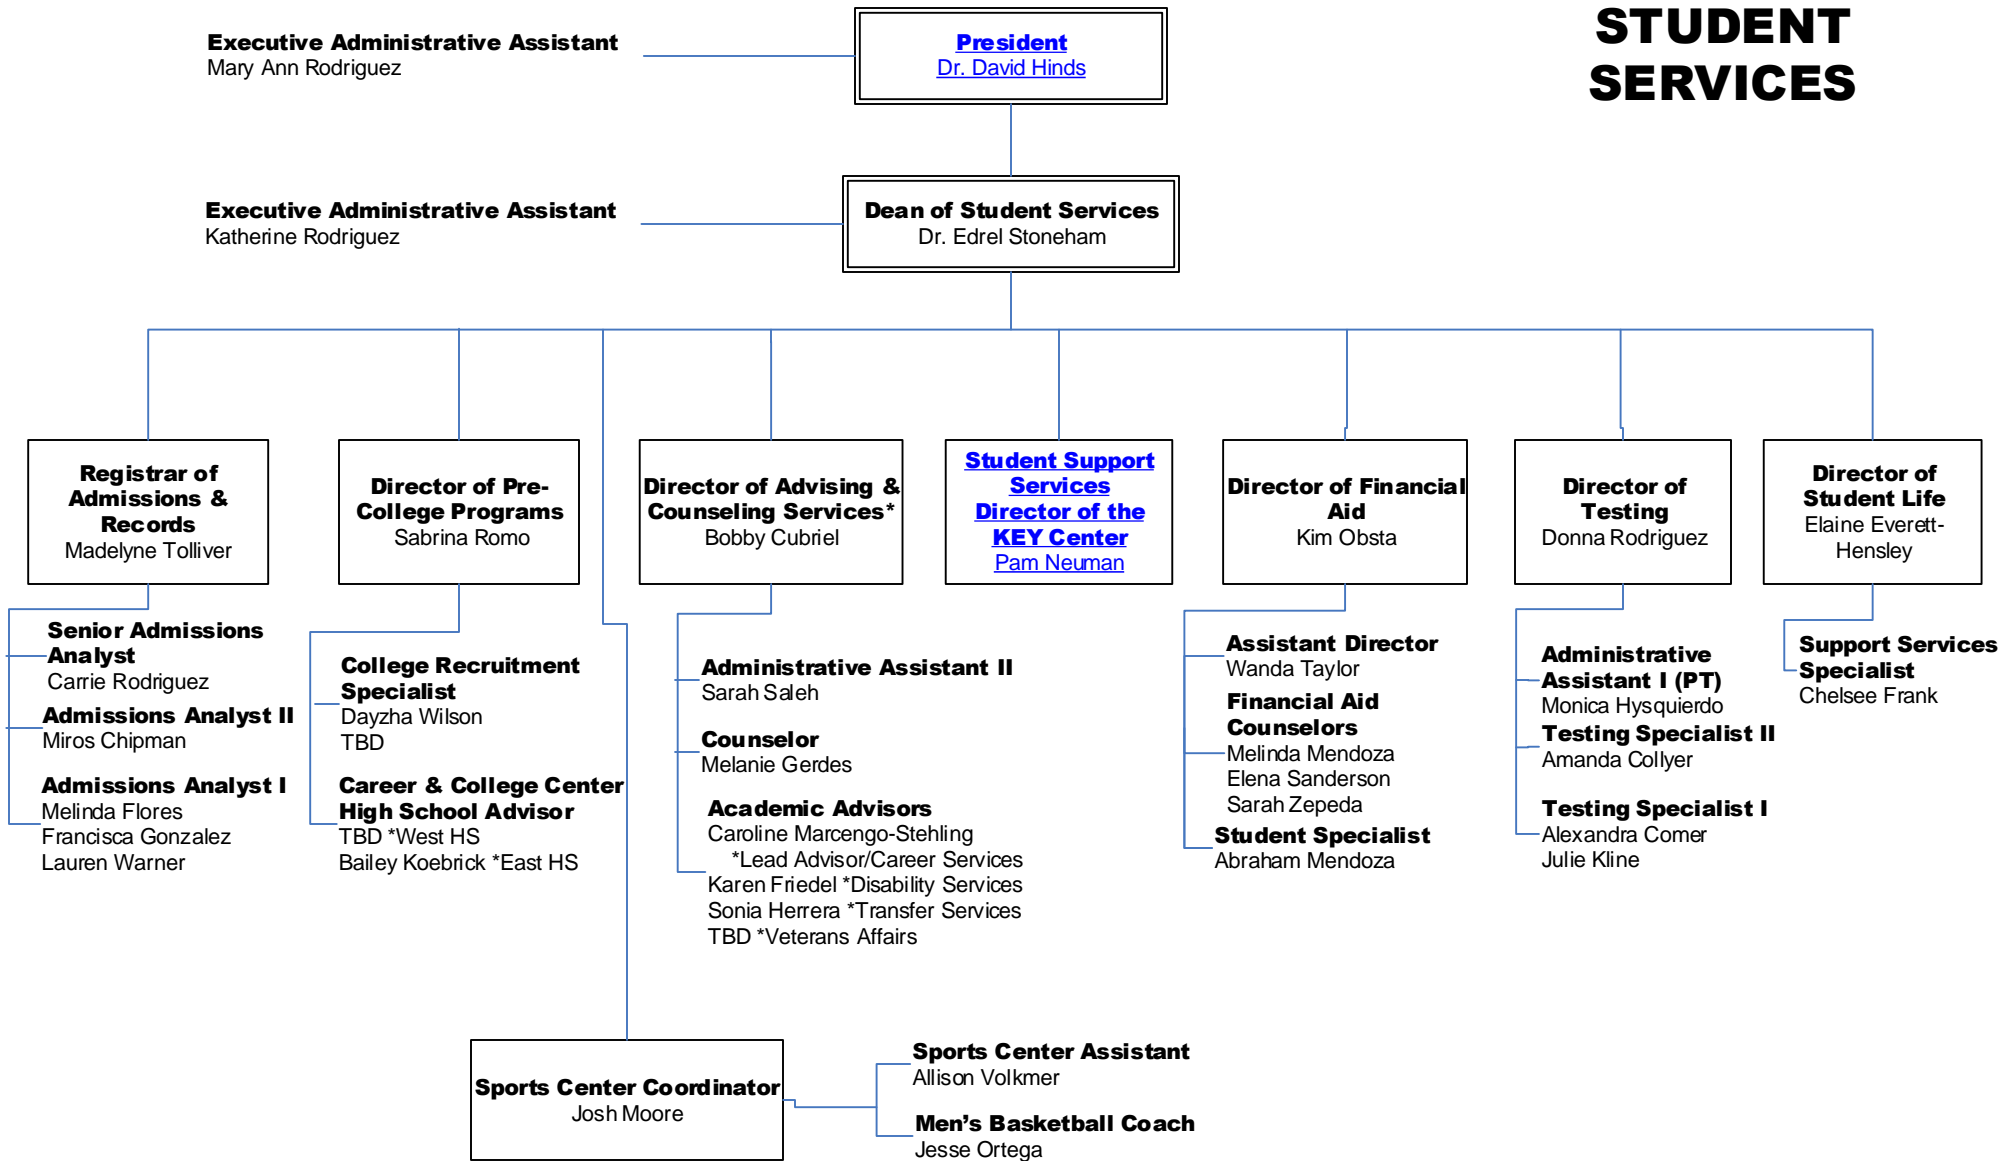 STUDENT
SERVICES
Executive Administrative Assistant
Mary Ann Rodriguez
President
Dr. David Hinds
Executive Administrative Assistant
Katherine Rodriguez
Dean of Student Services
Dr. Edrel Stoneham
Registrar of
Admissions &
Records
Madelyne Tolliver
Senior Admissions
Analyst
Carrie Rodriguez
Admissions Analyst II
Miros Chipman
Admissions Analyst I
Melinda Flores
Francisca Gonzalez
Lauren Warner
Director of Pre-
College Programs
Sabrina Romo
College Recruitment
Specialist
Dayzha Wilson
TBD
Career & College Center
High School Advisor
TBD *West HS
Bailey Koebrick *East HS
Director of Advising &
Counseling Services*
Bobby Cubriel
Administrative Assistant II
Sarah Saleh
Counselor
Melanie Gerdes
Academic Advisors
Caroline Marcengo-Stehling
*Lead Advisor/Career Services
Karen Friedel *Disability Services
Sonia Herrera *Transfer Services
TBD *Veterans Affairs
Student Support
Services
Director of the
KEY Center
Pam Neuman
Director of Financial
Aid
Kim Obsta
Assistant Director
Wanda Taylor
Financial Aid
Counselors
Melinda Mendoza
Elena Sanderson
Sarah Zepeda
Student Specialist
Abraham Mendoza
Director of
Testing
Donna Rodriguez
Administrative
Assistant I (PT)
Monica Hysquierdo
Testing Specialist II
Amanda Collyer
Testing Specialist I
Alexandra Comer
Julie Kline
Director of
Student Life
Elaine Everett-
Hensley
Support Services
Specialist
Chelsee Frank
Sports Center Coordinator
Josh Moore
Sports Center Assistant
Allison Volkmer
Men’s Basketball Coach
Jesse Ortega